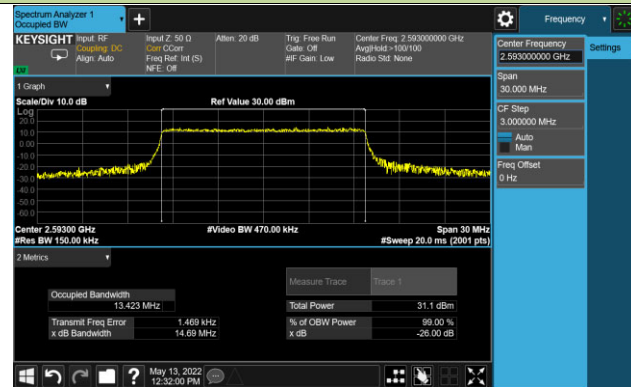 Spectrum Analyzer 1
Occupied BW
+
Frequency
KEYSIGHT
Input: RF
Coupling: DC
Align: Auto
Input Z: 50 Ω
Corr CCorr
Freq Ref: Int (S)
NFE: Off
Atten: 20 dB
Trig: Free Run
Gate: Off
#IF Gain: Low
Center Freq: 2.593000000 GHz
Avg|Hold:>100/100
Radio Std: None
LXI
Center Frequency
2.593000000 GHz
Settings
Span
30.000 MHz
CF Step
3.000000 MHz
Auto
Man
Freq Offset
0 Hz
1 Graph
Scale/Div 10.0 dB
Ref Value 30.00 dBm
Log
20.0
10.0
0.00
-10.0
-20.0
-30.0
-40.0
-50.0
-60.0
Center 2.59300 GHz
#Video BW 470.00 kHz
Span 30 MHz
#Res BW 150.00 kHz
#Sweep 20.0 ms (2001 pts)
2 Metrics
Measure Trace
Trace 1
Occupied Bandwidth
13.423 MHz
Total Power
31.1 dBm
Transmit Freq Error
1.469 kHz
% of OBW Power
99.00 %
x dB Bandwidth
14.69 MHz
x dB
-26.00 dB
?
May 13, 2022
12:32:00 PM